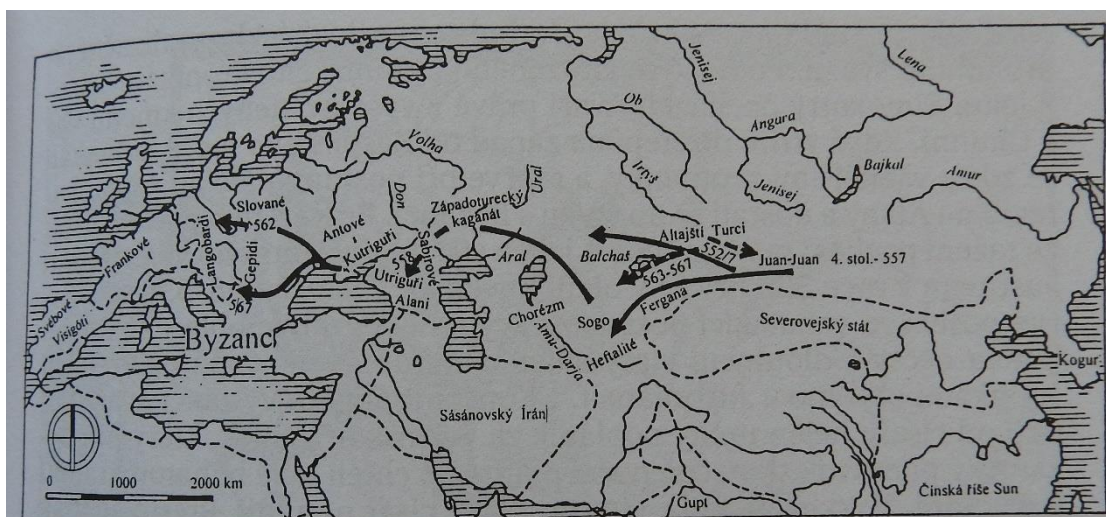 Lena
Jenisej
Ob
Angura
Volha
Irtyš
Bajkal
Amur
Ural
Jenisej
Don
Západoturecký
kaganát
Slované
562
Antové
Kutriguři
Altajští Turci
552/7
Langobardi
Frankové
Gepidi
558
Sabirové
Aral
Balchaš
Juan-Juan 4. stol.- 557
563-567
Utriguři
567
Alani
Fergana
Svébové
Visigóti
Chorézm
Sogo
Severovejský stát
Byzanc
Amu-Darja
Heftalité
Kogur
Sásánovský Írán
0 1000 2000 km
Gupt
Čínská říše Sun